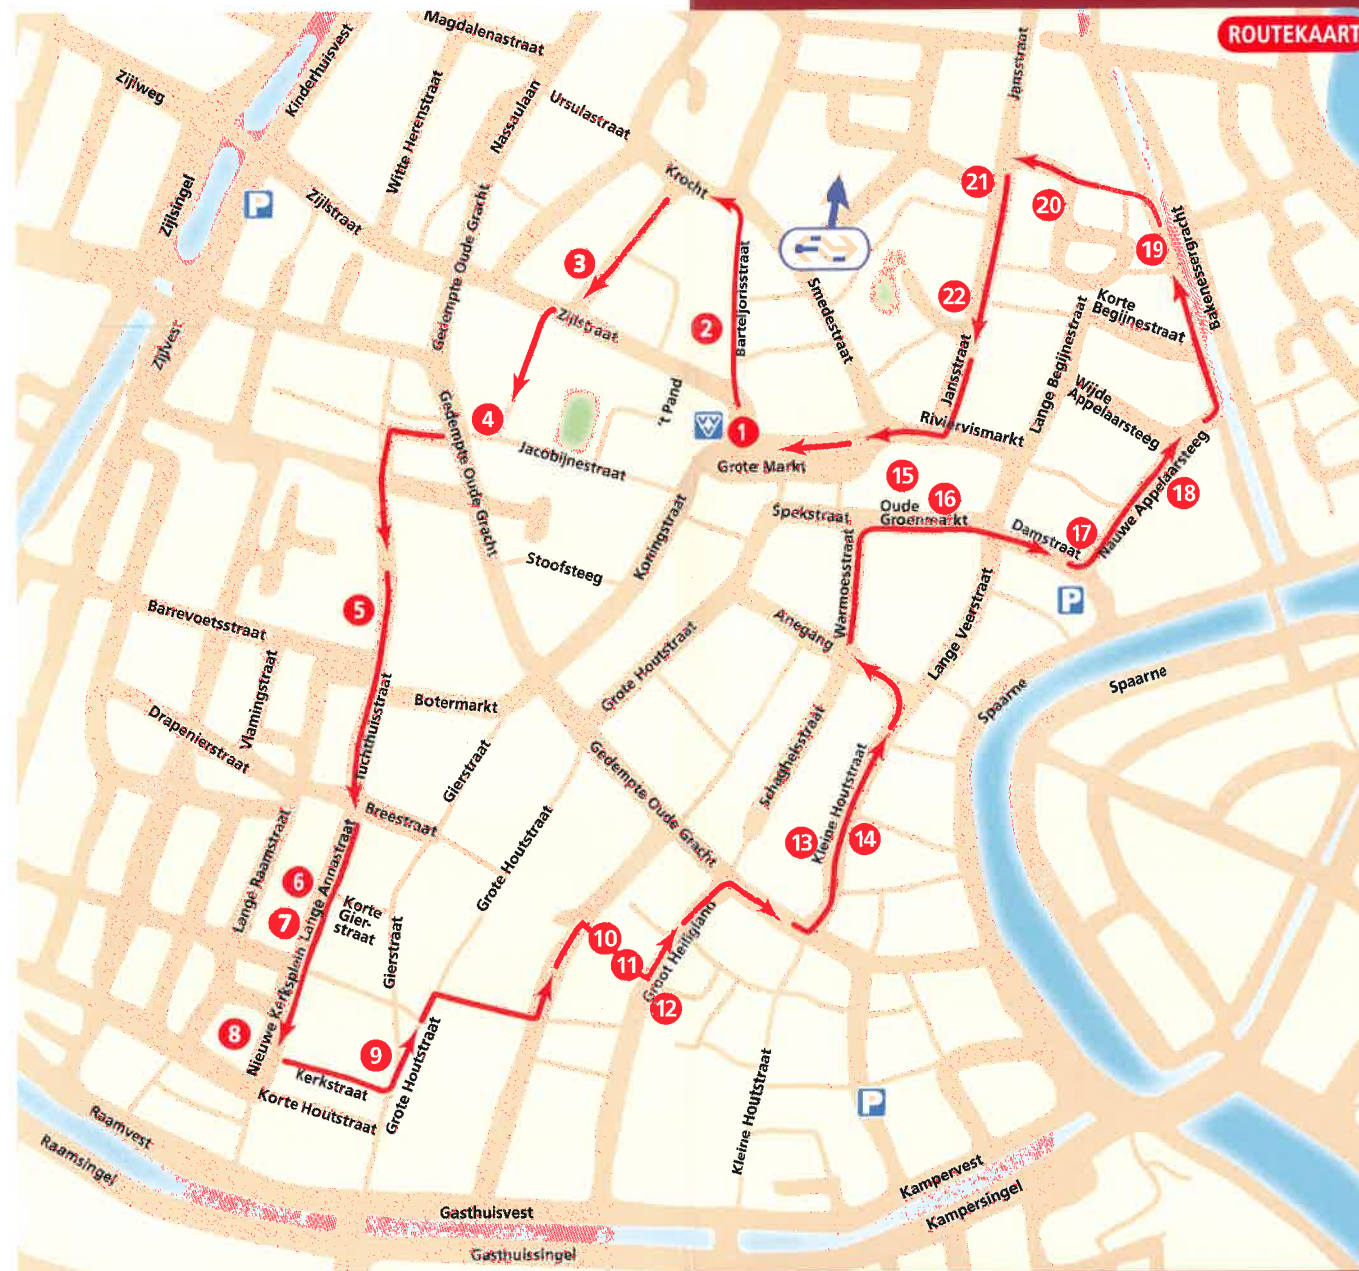 ROUTEKAART
Magdalenastraat
Kinderhuisvest
Zijlweg
Jansstraat
Witte Herenstraat
Nassaulaan
Ursulastraat
Krocht
Zijlsingel
P
Zijlstraat
Gedempte Oude Gracht
21
20
19
Bakenessergracht
3
2
Barteljorisstraat
Smedestraat
22
Korte
Begijnestraat
Zijlvest
Zijlstraat
Jansstraat
Lange Begijnestraat
Wijde
Appelaarsteeg
4
Gedempte Oude Gracht
't Pand
VVV
1
Riviervismarkt
Jacobijnestraat
Grote Markt
15
16
18
Nauwe Appelaarsteeg
Spekstraat
Oude
Groenmarkt
Damstraat
17
Koningstraat
Stoofsteeg
Warmoesstraat
P
5
Barrevoetsstraat
Anegang
Lange Veerstraat
Vlamingstraat
Grote Houtstraat
Spaarne
Spaarne
Botermarkt
Drapenierstraat
Tuchthuisstraat
Gierstraat
Gedempte Oude Gracht
Schagchelsstraat
Kleine Houtstraat
Breestraat
13
14
Lange Raamstraat
Lange Annastraat
Grote Houtstraat
6
7
Korte
Gier-
straat
Gierstraat
10
11
Groot Heiligland
12
8
Nieuwe Kerksplein
9
Kerkstraat
Grote Houtstraat
Korte Houtstraat
Kleine Houtstraat
P
Raamvest
Raamsingel
Kampervest
Kampersingel
Gasthuisvest
Gasthuissingel